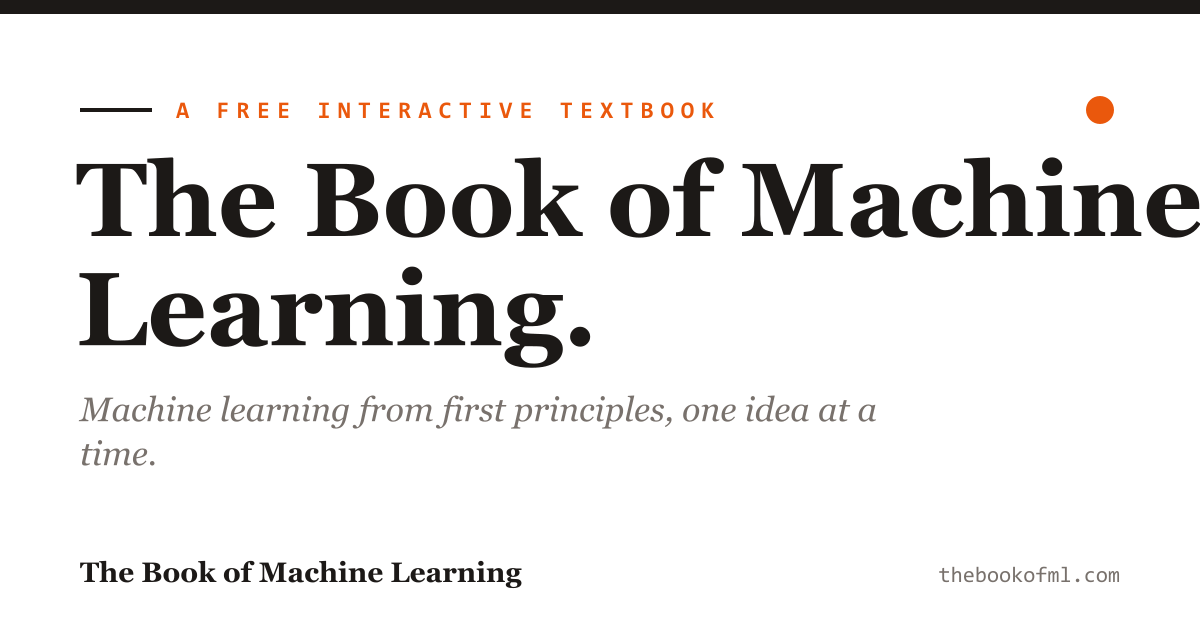 A FREE INTERACTIVE TEXTBOOK
The Book of Machine
Learning.
Machine learning from first principles, one idea at a
time.
The Book of Machine Learning
thebookofml.com